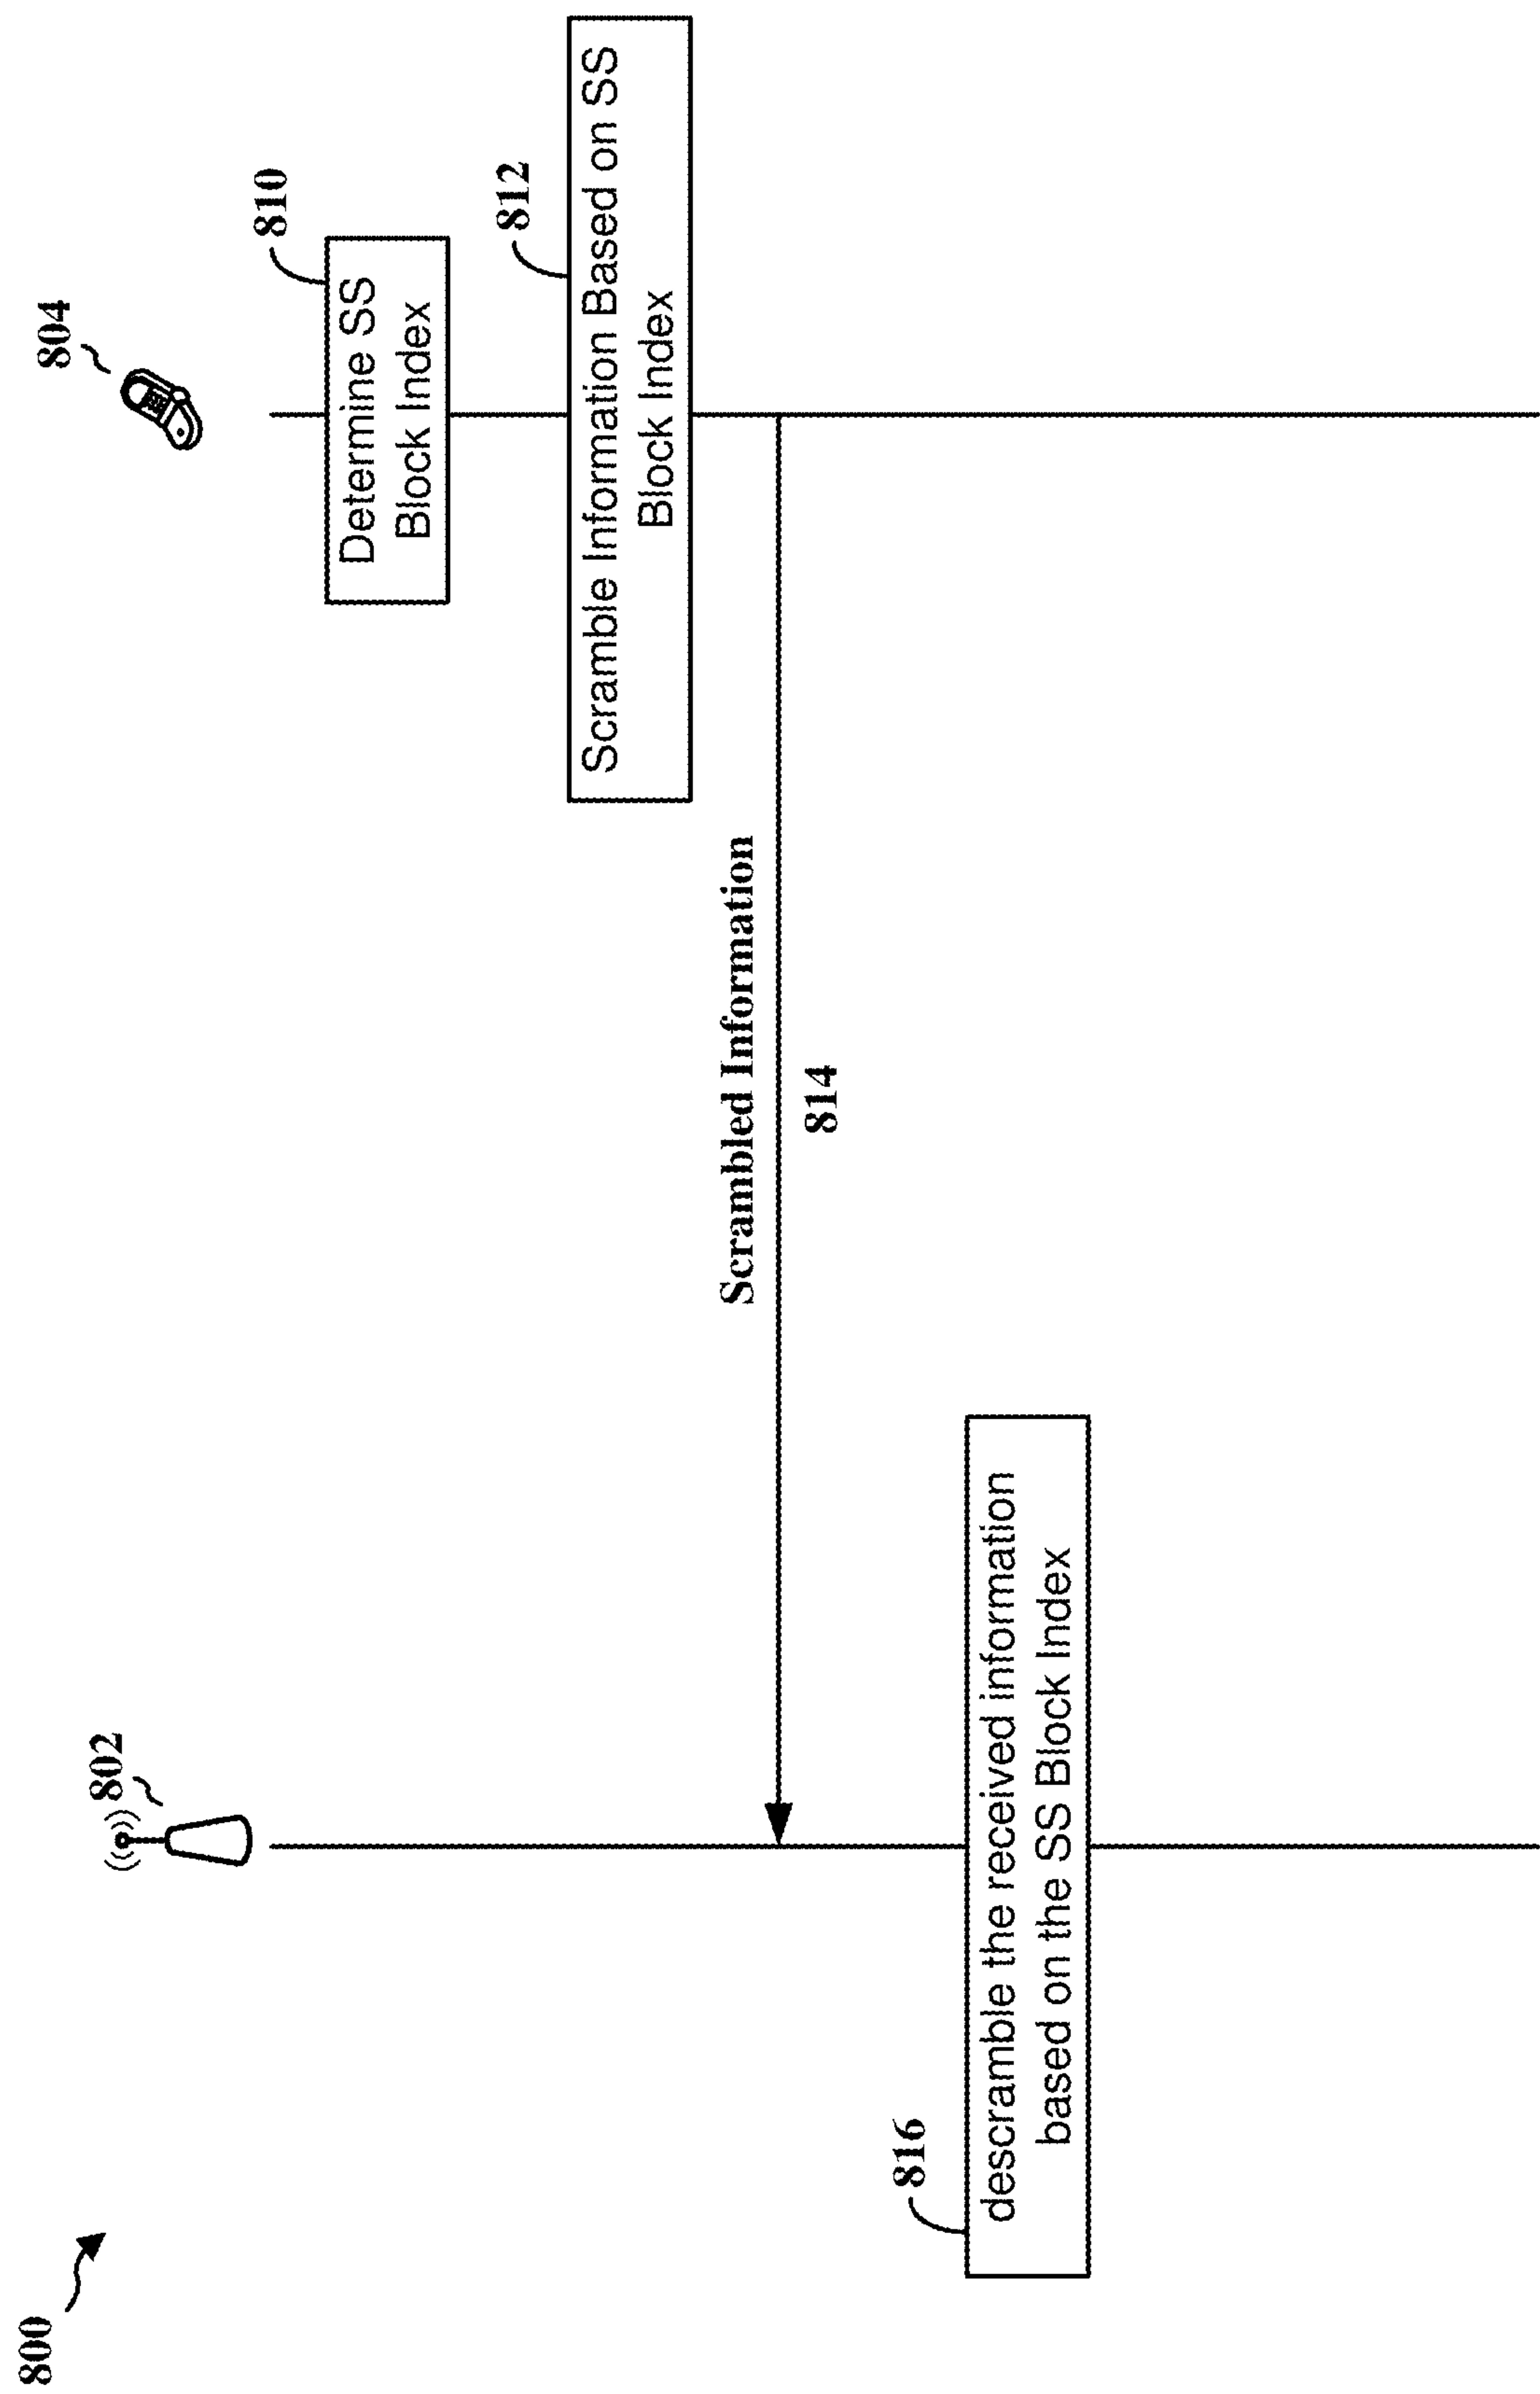 800
802
804
810
Determine SS
Block Index
812
Scramble Information Based on SS
Block Index
Scrambled Information
814
816
descramble the received information
based on the SS Block Index